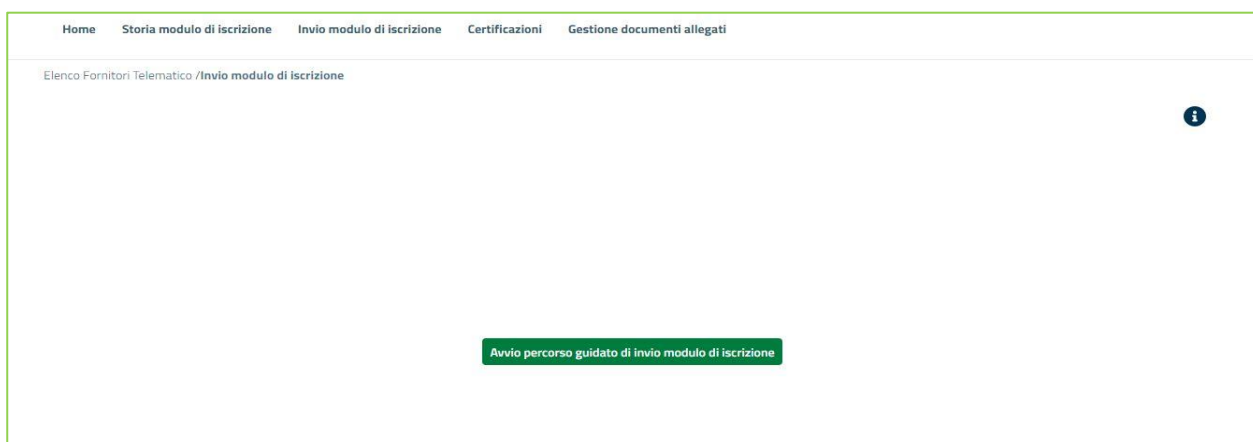 Home Storia modulo di iscrizione Invio modulo di iscrizione Certificazioni Gestione documenti allegati
Elenco Fornitori Telematico /Invio modulo di iscrizione
i
Avvio percorso guidato di invio modulo di iscrizione